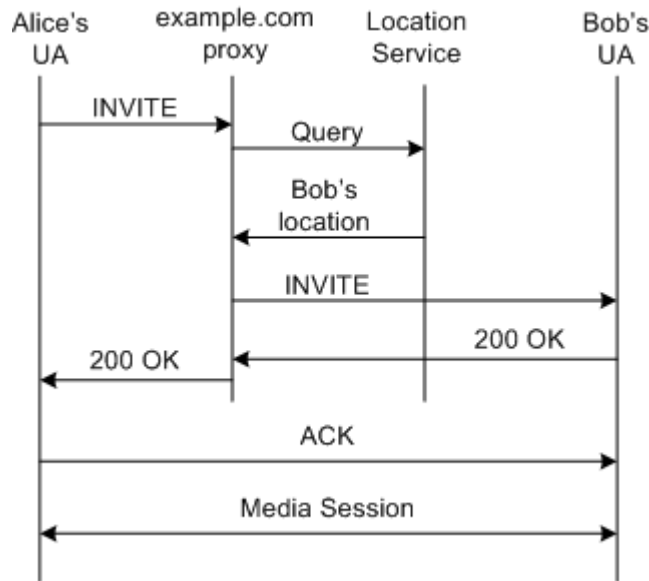 Alice's
UA
example.com
proxy
Location
Service
Bob's
UA
INVITE
Query
Bob's
location
INVITE
200 OK
200 OK
ACK
Media Session